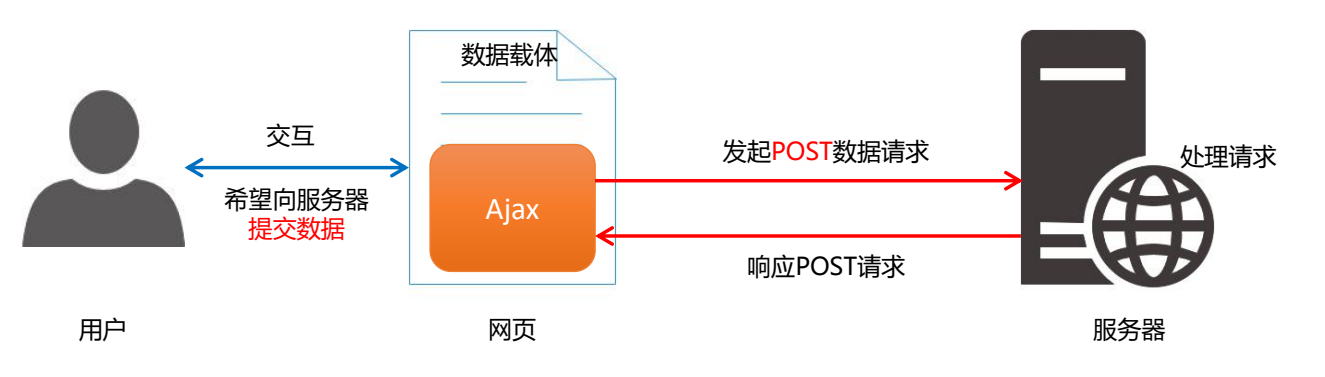 数据载体
交互
希望向服务器
提交数据
Ajax
发起POST数据请求
响应POST请求
处理请求
用户
网页
服务器